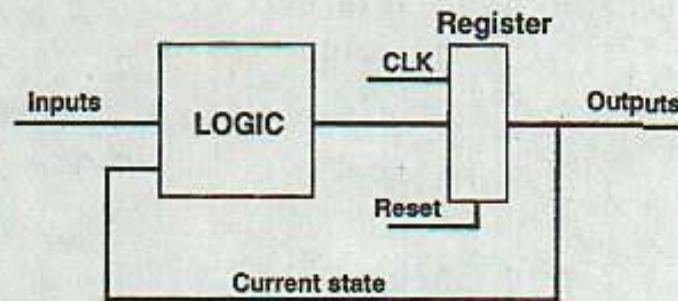 Register
CLK
Inputs
LOGIC
Outputs
Reset
Current state